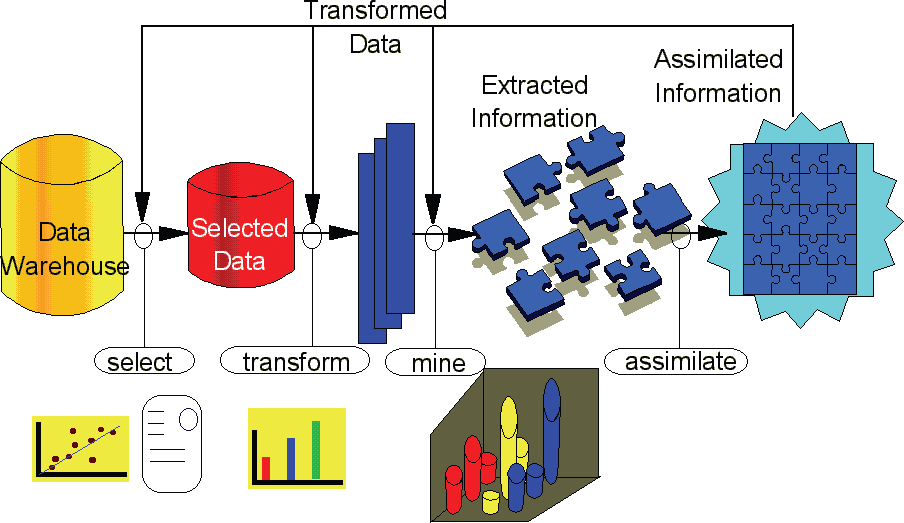 Transformed
Data
Assimilated
Information
Extracted
Information
Data
Warehouse
Selected
Data
select
transform
mine
assimilate